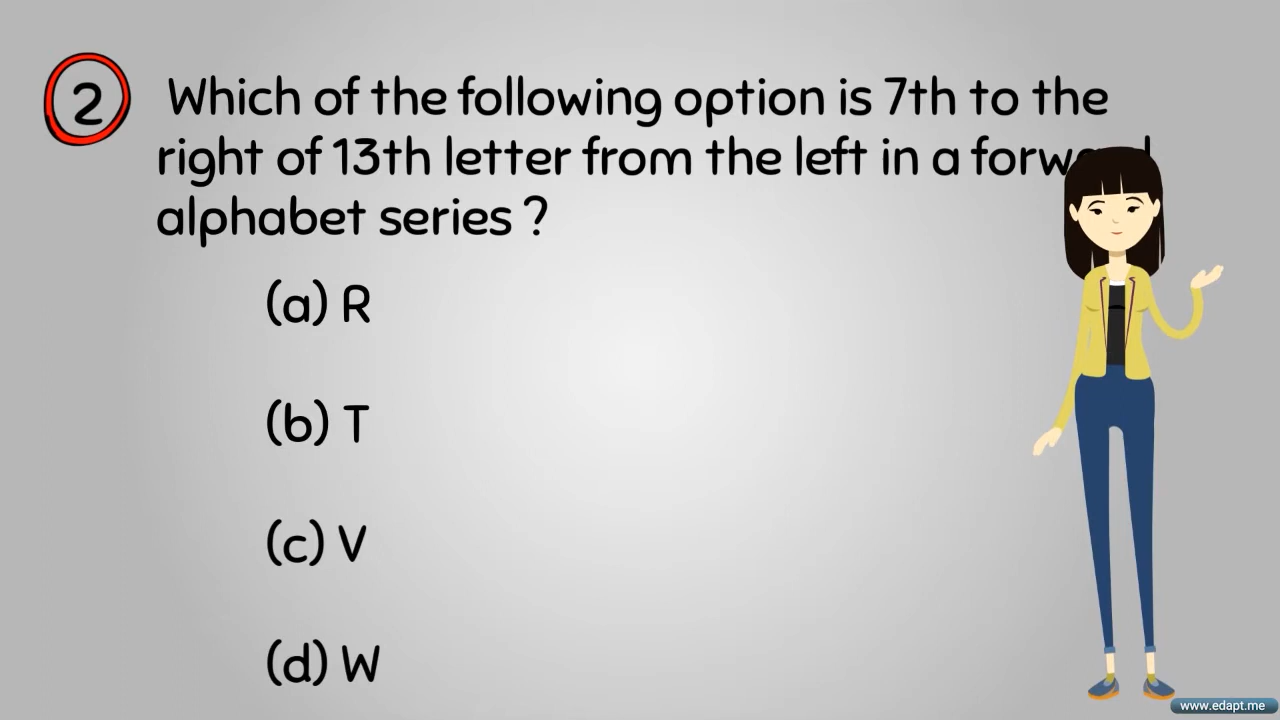 2 Which of the following option is 7th to the
right of 13th letter from the left in a
alphabet series ?
(a) R
(b) T
(c) V
(d) W
www.edapt.me